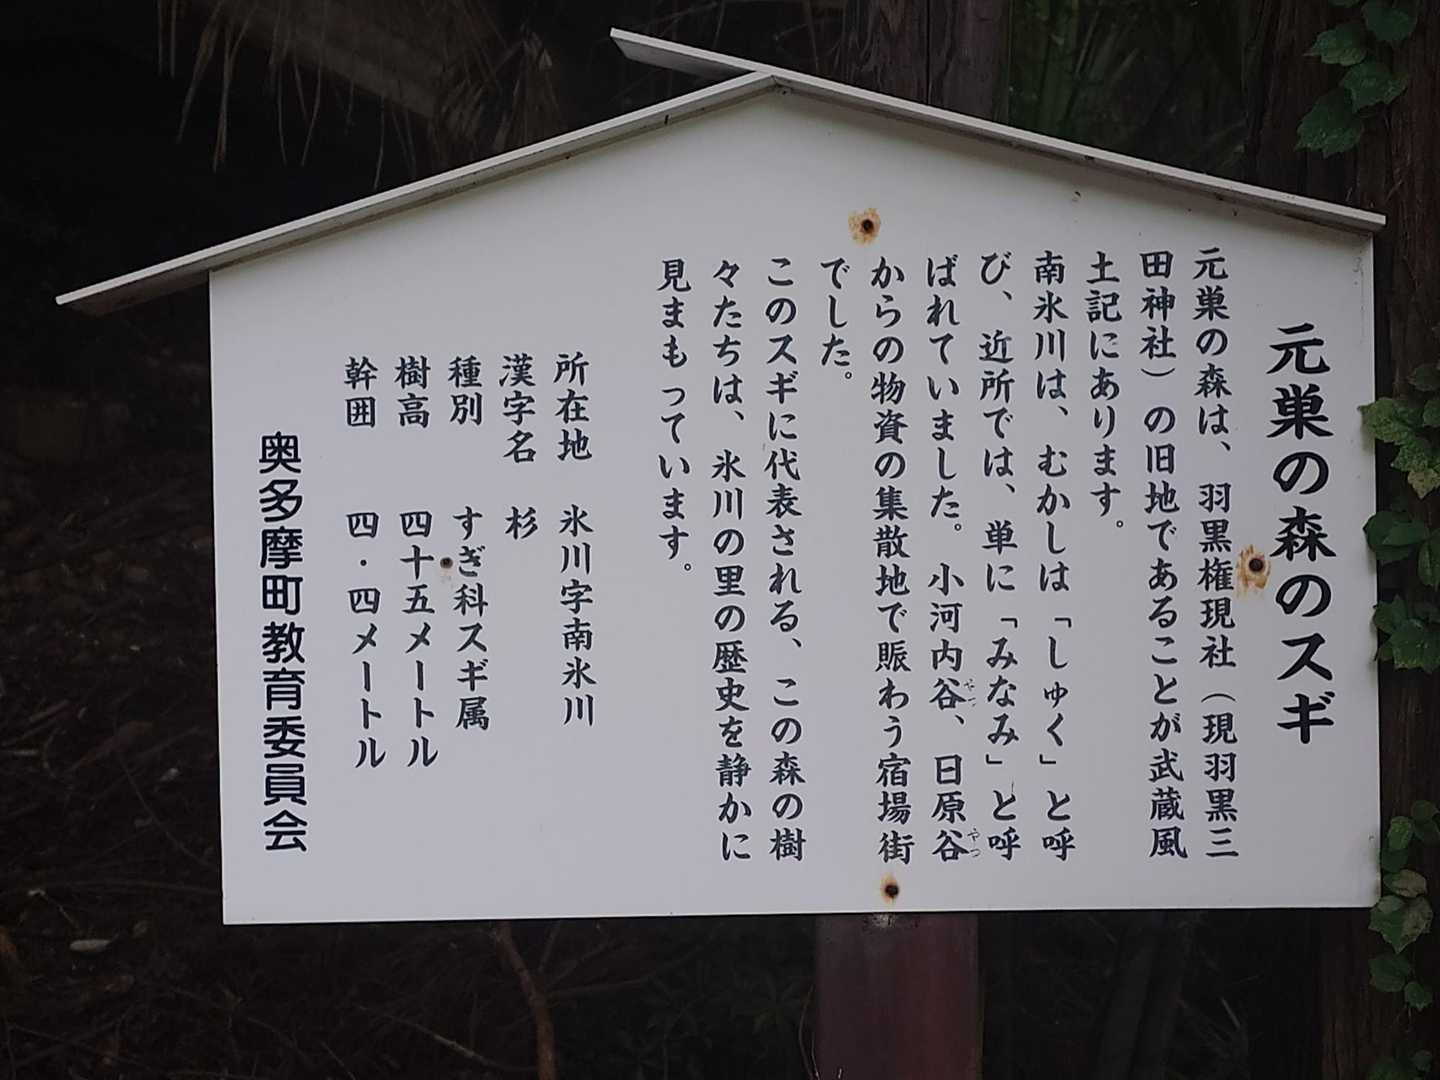 元巣の森のスギ
元巣の森は、羽黒権現社（現羽黒三
田神社）の旧地であることが武蔵風
土記にあります。
南氷川は、むかしは「しゅく」と呼
び、近所では、単に「みなみ」と呼
ばれていました。小河内谷、日原谷
からの物資の集散地で賑わう宿場街
でした。
このスギに代表される、この森の樹
々たちは、氷川の里の歴史を静かに
見まもっています。
所在地　氷川字南氷川
漢字名　杉
種別　すぎ科スギ属
樹高　四十五メートル
幹囲　四・四メートル
奥多摩町教育委員会